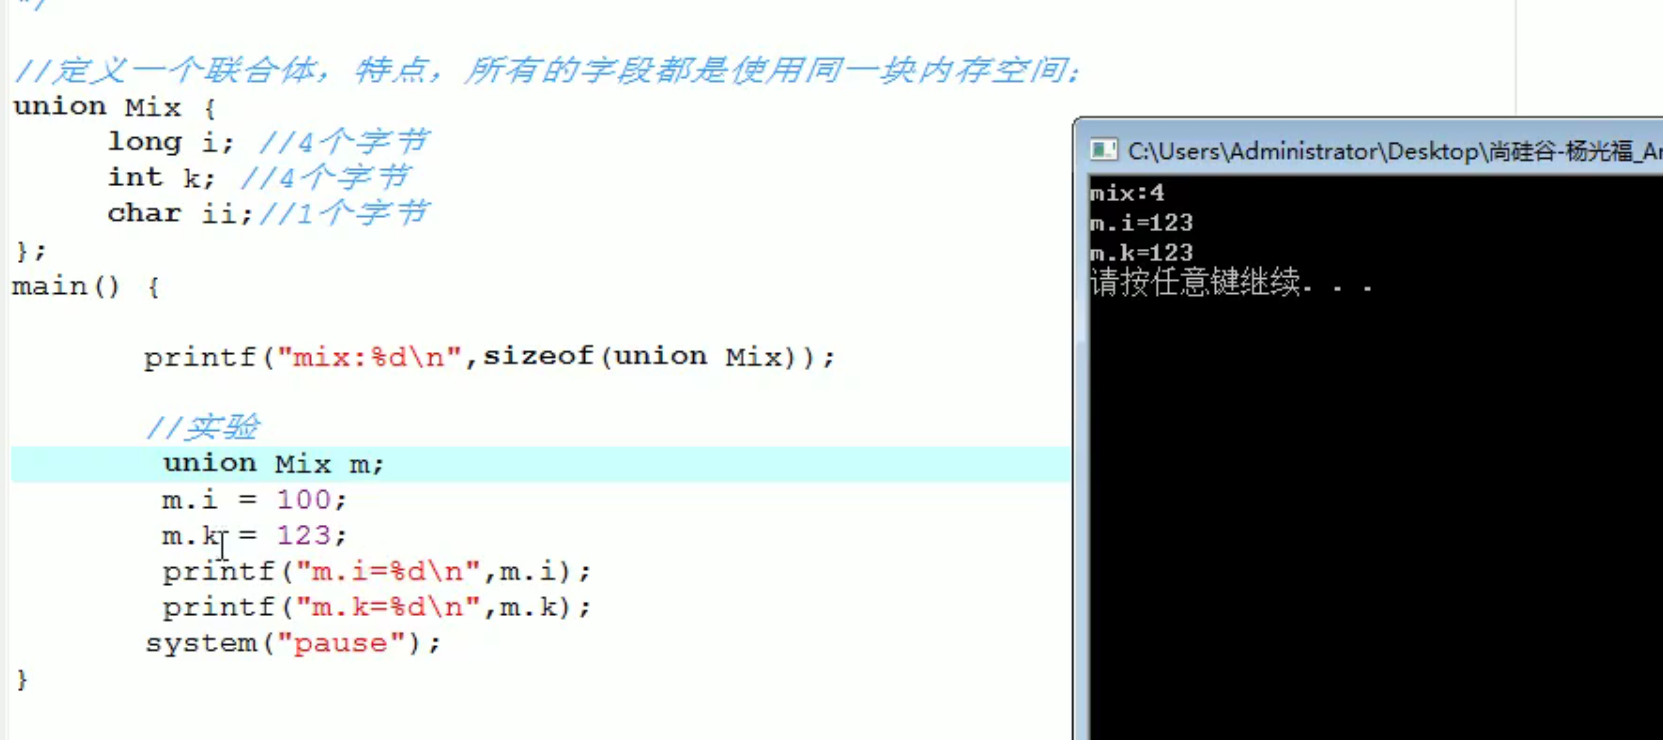 */
//定义一个联合体，特点，所有的字段都是使用同一块内存空间;
union Mix {
long i; //4个字节
int k; //4个字节
char ii;//1个字节
};
main() {
printf("mix:%d\n",sizeof(union Mix));
//实验
union Mix m;
m.i = 100;
m.k = 123;
printf("m.i=%d\n",m.i);
printf("m.k=%d\n",m.k);
system("pause");
}
C:\Users\Administrator\Desktop\尚硅谷-杨光福_An
mix:4
m.i=123
m.k=123
请按任意键继续. . .